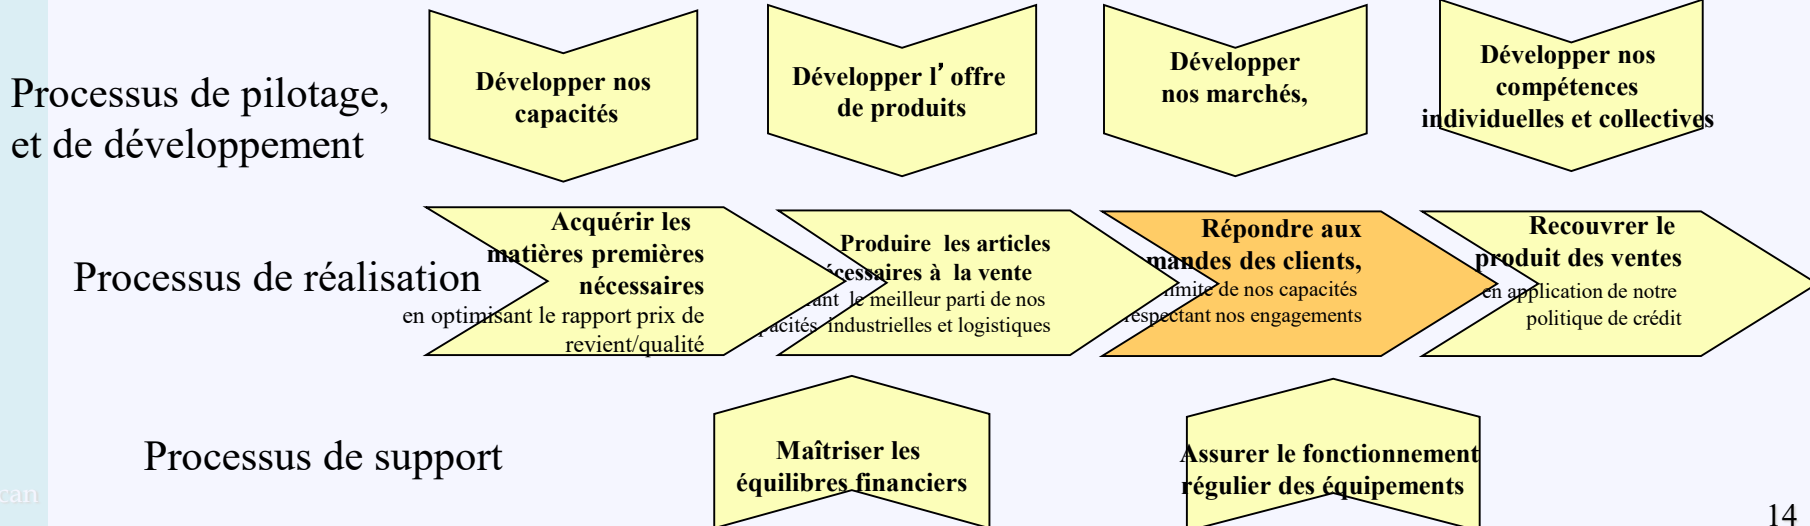 Processus de pilotage,
et de développement
Développer nos
capacités
Développer l’ offre
de produits
Développer
nos marchés,
Développer nos
compétences
individuelles et collectives
Processus de réalisation
Acquérir les
matières premières
nécessaires
en optimisant le rapport prix de
revient/qualité
Produire les articles
à la vente
le meilleur parti de nos
industrielles et logistiques
Répondre aux
des clients,
de nos capacités
nos engagements
Recouvrer le
produit des ventes
en application de notre
politique de crédit
Processus de support
Maîtriser les
équilibres financiers
Assurer le fonctionnement
régulier des équipements
can
14